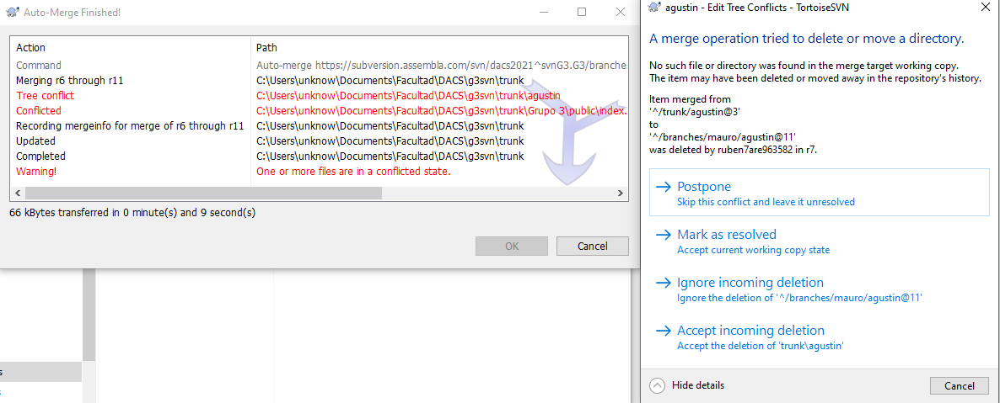 Auto-Merge Finished!
Action Path
Command Auto-merge https://subversion.assembla.com/svn/dacs2021^svnG3.G3/branches
Merging r6 through r11 C:\Users\unknow\Documents\Facultad\DACS\g3svn\trunk
Tree conflict C:\Users\unknow\Documents\Facultad\DACS\g3svn\trunk\agustin
Conflicted C:\Users\unknow\Documents\Facultad\DACS\g3svn\trunk\Grupo 3\public\index.
Recording mergeinfo for merge of r6 through r11 C:\Users\unknow\Documents\Facultad\DACS\g3svn\trunk
Updated C:\Users\unknow\Documents\Facultad\DACS\g3svn\trunk
Completed C:\Users\unknow\Documents\Facultad\DACS\g3svn\trunk
Warning! One or more files are in a conflicted state.
66 kBytes transferred in 0 minute(s) and 9 second(s)
OK Cancel
s
agustin - Edit Tree Conflicts - TortoiseSVN
A merge operation tried to delete or move a directory.
No such file or directory was found in the merge target working copy.
The item may have been deleted or moved away in the repository's history.
Item merged from
'^/trunk/agustin@3'
to
'^/branches/mauro/agustin@11'
was deleted by ruben7are963582 in r7.
Postpone
Skip this conflict and leave it unresolved
Mark as resolved
Accept current working copy state
Ignore incoming deletion
Ignore the deletion of '^/branches/mauro/agustin@11'
Accept incoming deletion
Accept the deletion of 'trunk\agustin'
Hide details Cancel